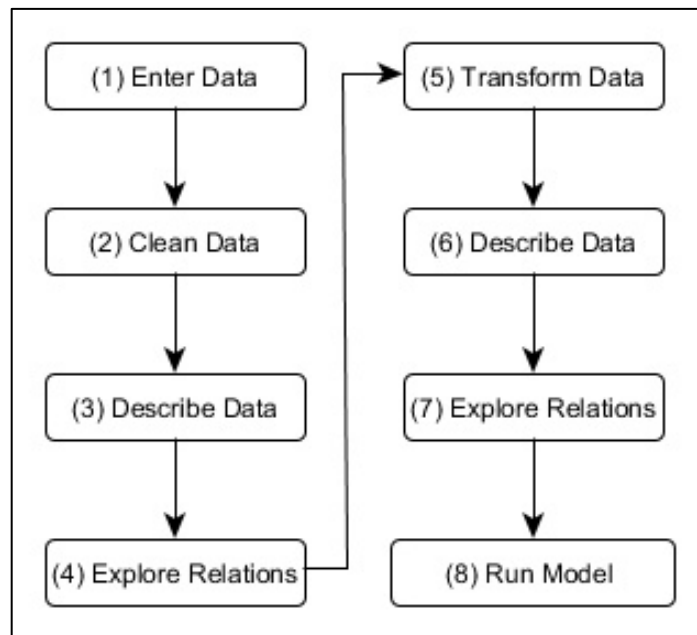 (1) Enter Data
(2) Clean Data
(3) Describe Data
(4) Explore Relations
(5) Transform Data
(6) Describe Data
(7) Explore Relations
(8) Run Model